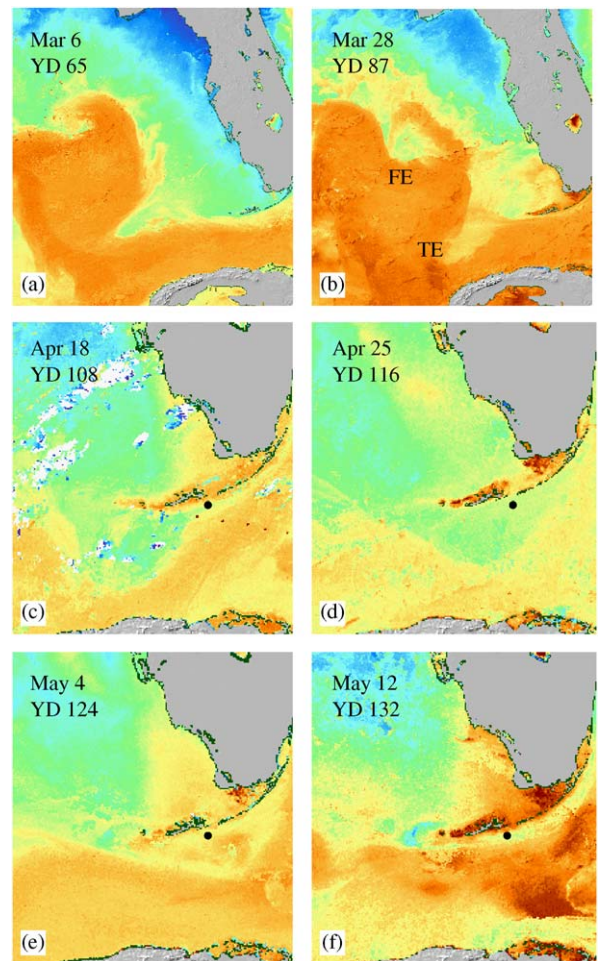 Mar 6
YD 65
(a)
Mar 28
YD 87
FE
TE
(b)
Apr 18
YD 108
(c)
Apr 25
YD 116
(d)
May 4
YD 124
(e)
May 12
YD 132
(f)